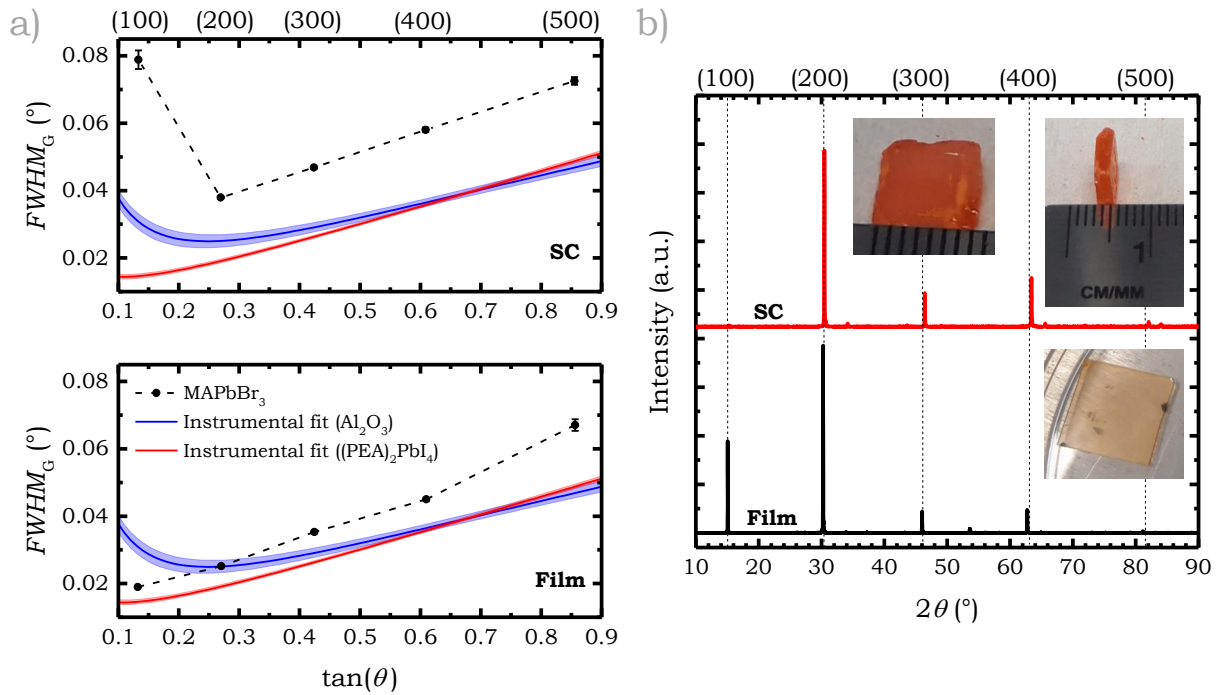 a)
(100) (200) (300) (400) (500)
0.08
0.06
0.04
0.02
FWHM_G (°)
SC
0.1 0.2 0.3 0.4 0.5 0.6 0.7 0.8 0.9
0.08
0.06
0.04
0.02
FWHM_G (°)
MAPbBr₃
Instrumental fit (Al₂O₃)
Instrumental fit ((PEA)₂PbI₄)
Film
0.1 0.2 0.3 0.4 0.5 0.6 0.7 0.8 0.9
tan(θ)
b)
(100) (200) (300) (400) (500)
Intensity (a.u.)
1
CM/MM
SC
Film
10 20 30 40 50 60 70 80 90
2θ (°)